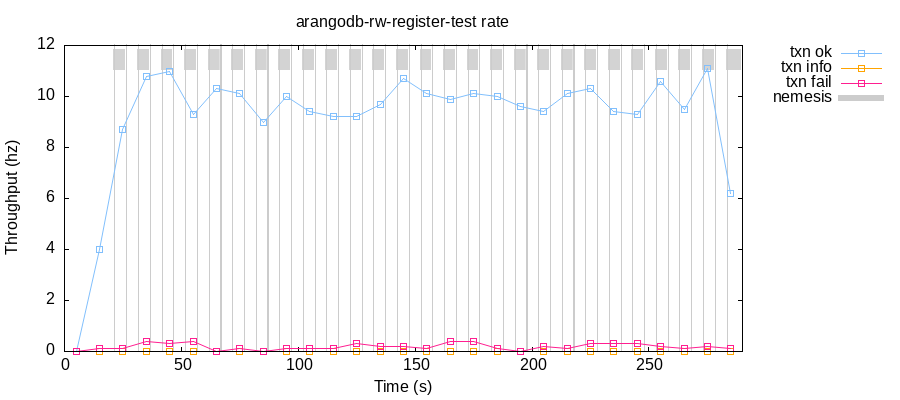 arangodb-rw-register-test rate
txn ok
txn info
txn fail
nemesis
Throughput (hz)
12
10
8
6
4
2
0
0 50 100 150 200 250
Time (s)